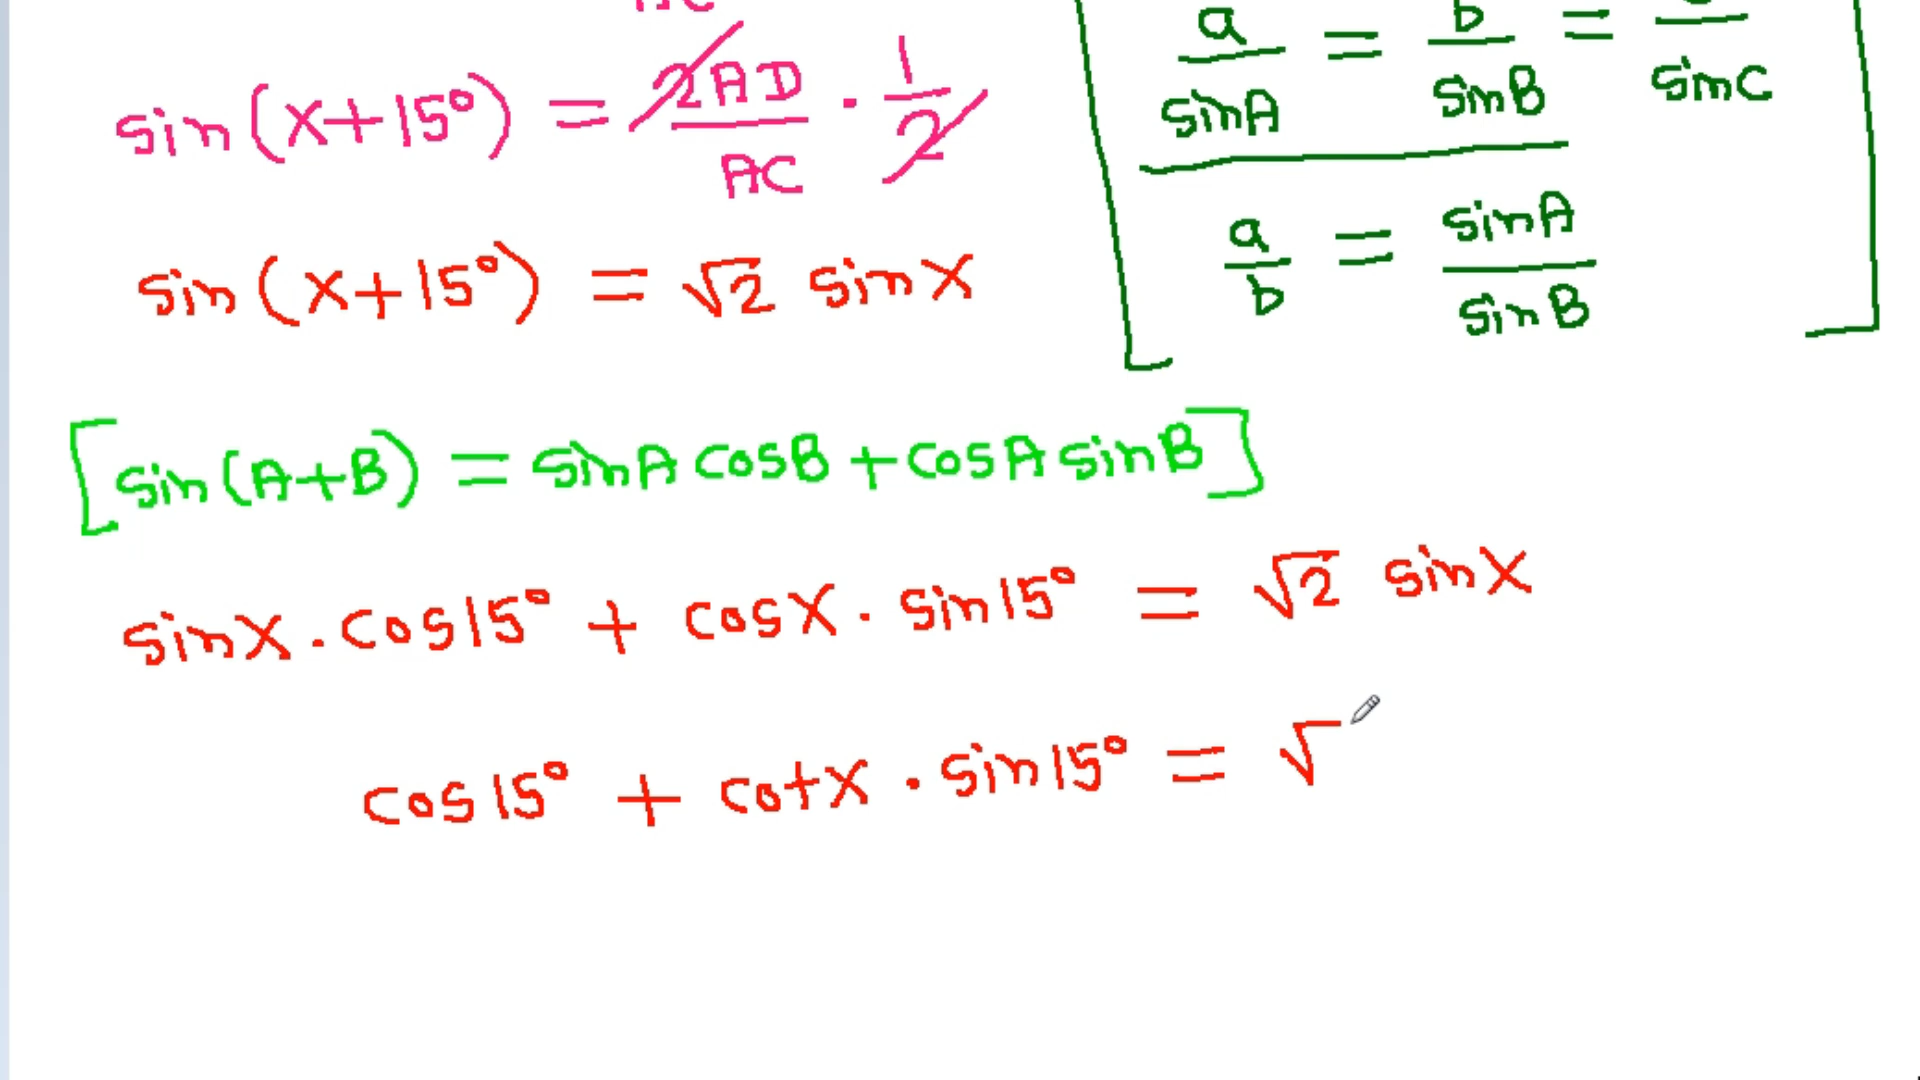 sin(x+15°) = 2AD/AC · 1/2
a/sinA = b/sinB = /sinC
a/b = sinA/sinB
sin(x+15°) = √2 sinx
[sin(A+B) = sinA cosB + cosA sinB]
sinx · cos15° + cosx · sin15° = √2 sinx
cos15° + cotx · sin15° = √